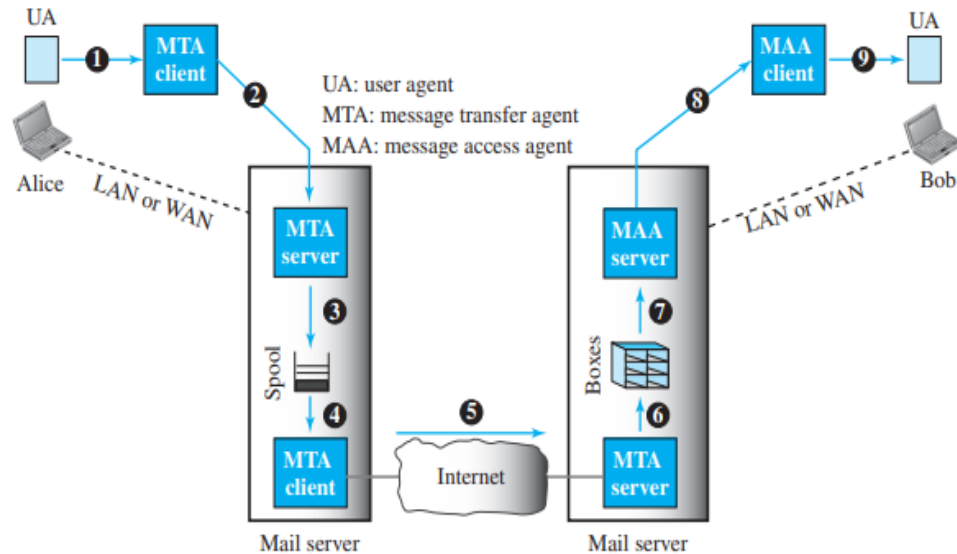 UA
1
MTA
client
2
UA: user agent
MTA: message transfer agent
MAA: message access agent
8
MAA
client
9
UA
Alice
LAN or WAN
LAN or WAN
Bob
MTA
server
3
Spool
4
MTA
client
Mail server
5
Internet
MAA
server
7
Boxes
6
MTA
server
Mail server